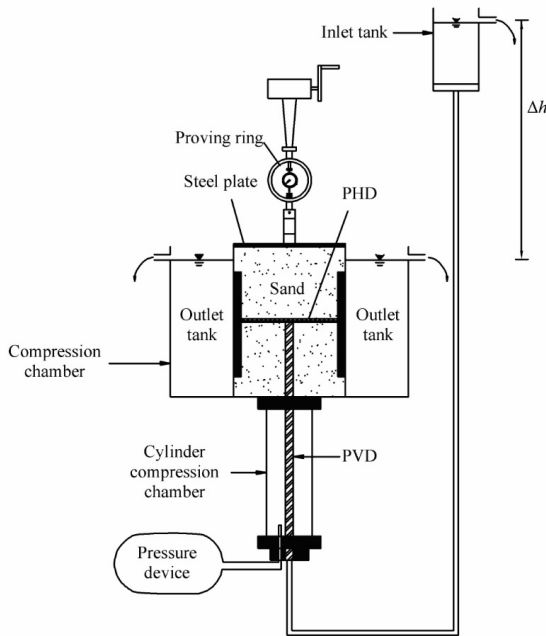 Inlet tank
Δh
Proving ring
Steel plate
PHD
Sand
Outlet
tank
Outlet
tank
Compression
chamber
Cylinder
compression
chamber
PVD
Pressure
device